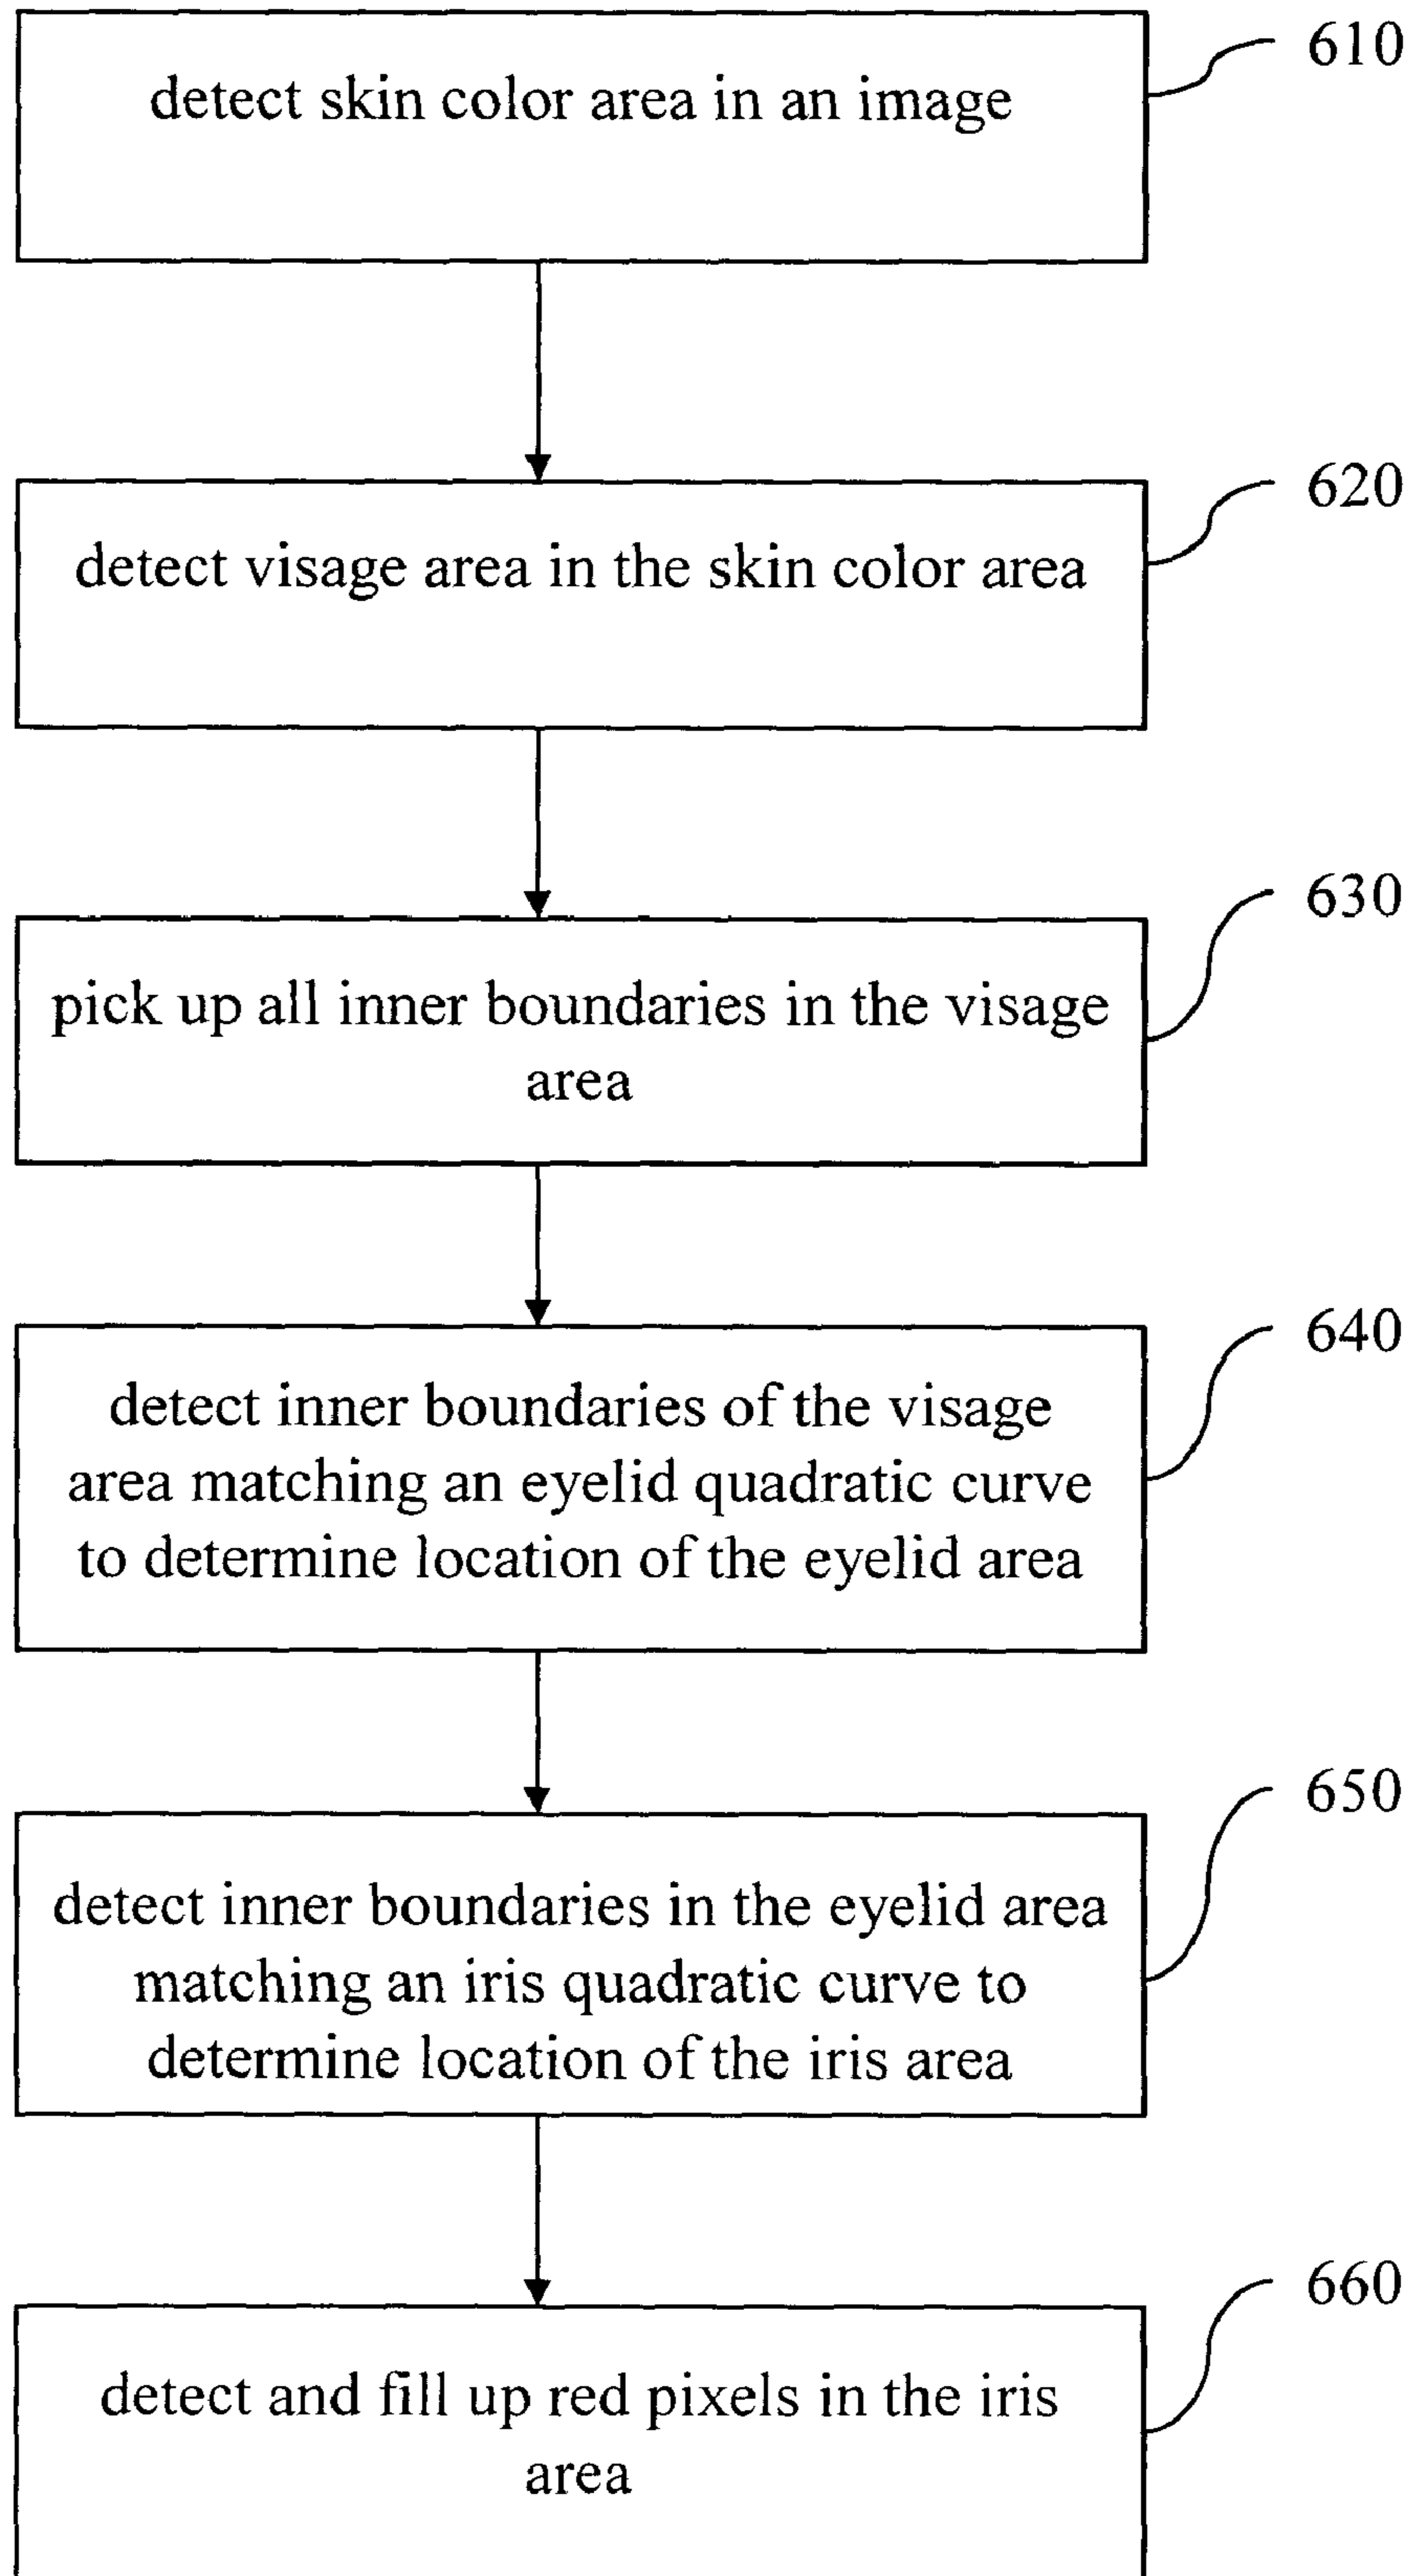 detect skin color area in an image
610
detect visage area in the skin color area
620
pick up all inner boundaries in the visage
area
630
detect inner boundaries of the visage
area matching an eyelid quadratic curve
to determine location of the eyelid area
640
detect inner boundaries in the eyelid area
matching an iris quadratic curve to
determine location of the iris area
650
detect and fill up red pixels in the iris
area
660